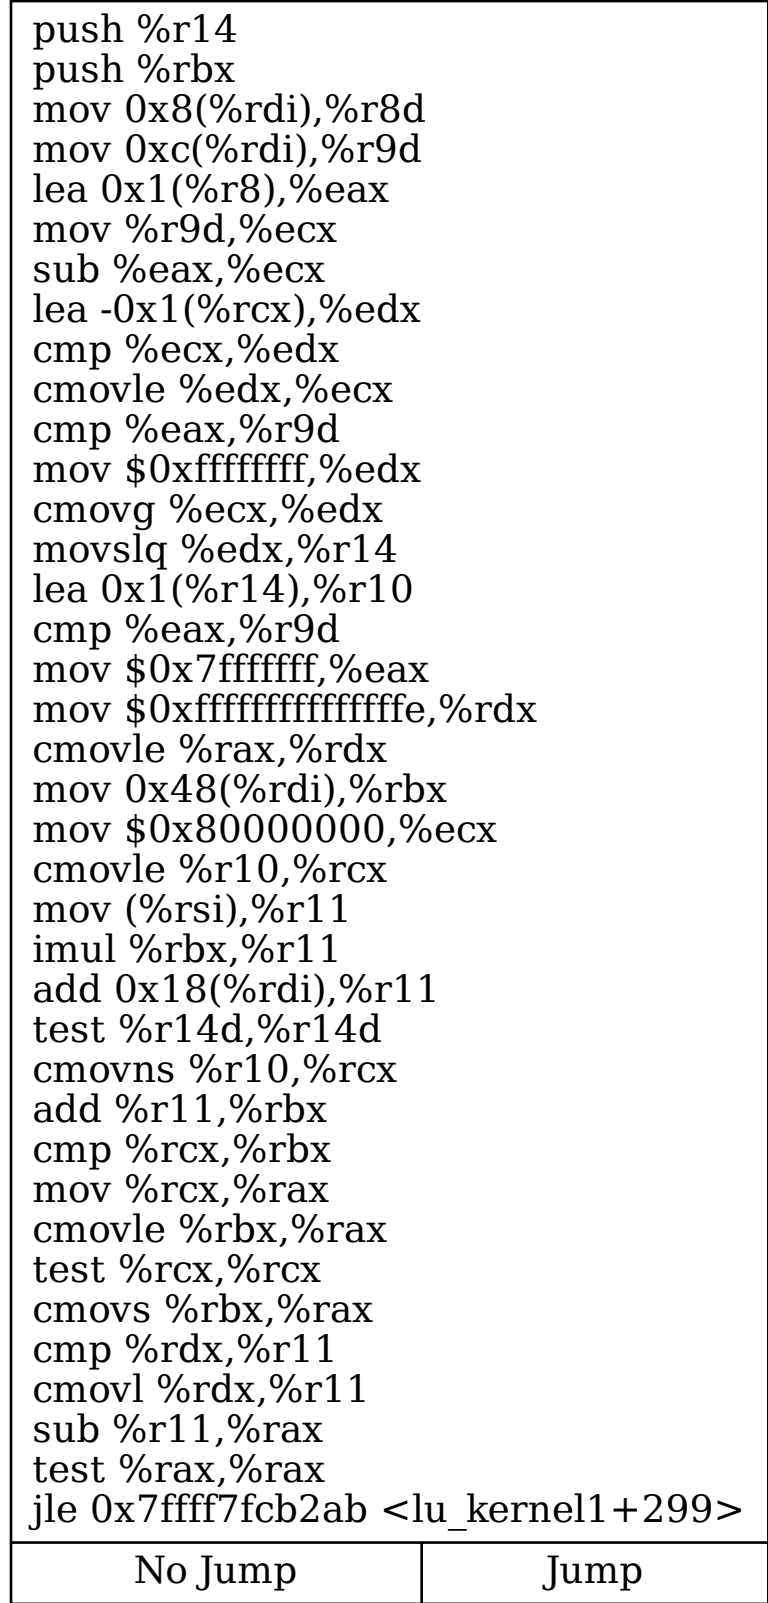 push %r14
push %rbx
mov 0x8(%rdi),%r8d
mov 0xc(%rdi),%r9d
lea 0x1(%r8),%eax
mov %r9d,%ecx
sub %eax,%ecx
lea -0x1(%rcx),%edx
cmp %ecx,%edx
cmovle %edx,%ecx
cmp %eax,%r9d
mov $0xffffffff,%edx
cmovg %ecx,%edx
movslq %edx,%r14
lea 0x1(%r14),%r10
cmp %eax,%r9d
mov $0x7fffffff,%eax
mov $0xfffffffffffffffe,%rdx
cmovle %rax,%rdx
mov 0x48(%rdi),%rbx
mov $0x80000000,%ecx
cmovle %r10,%rcx
mov (%rsi),%r11
imul %rbx,%r11
add 0x18(%rdi),%r11
test %r14d,%r14d
cmovns %r10,%rcx
add %r11,%rbx
cmp %rcx,%rbx
mov %rcx,%rax
cmovle %rbx,%rax
test %rcx,%rcx
cmovs %rbx,%rax
cmp %rdx,%r11
cmovl %rdx,%r11
sub %r11,%rax
test %rax,%rax
jle 0x7ffff7fcb2ab <lu_kernel1+299>
No Jump
Jump